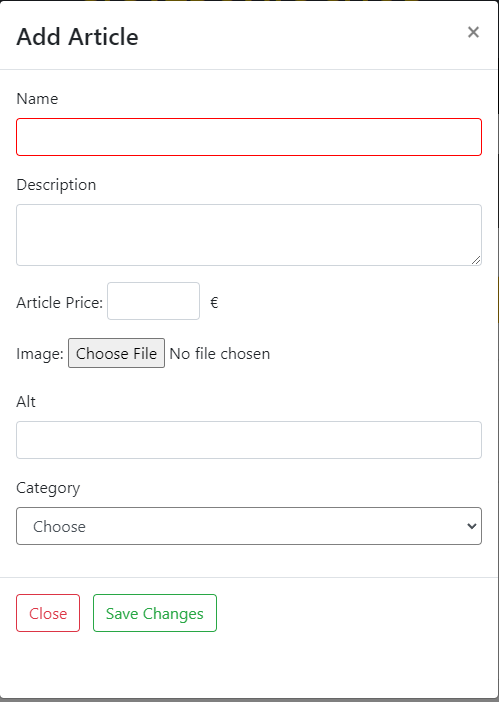 Add Article ×
Name
Description
Article Price: €
Image: Choose File No file chosen
Alt
Category
Choose
Close Save Changes